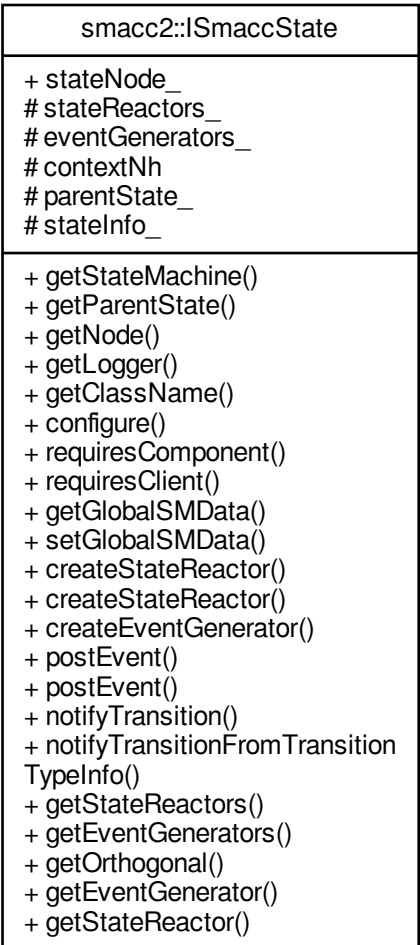 smacc2::ISmaccState
+ stateNode_
# stateReactors_
# eventGenerators_
# contextNh
# parentState_
# stateInfo_
+ getStateMachine()
+ getParentState()
+ getNode()
+ getLogger()
+ getClassName()
+ configure()
+ requiresComponent()
+ requiresClient()
+ getGlobalSMData()
+ setGlobalSMData()
+ createStateReactor()
+ createStateReactor()
+ createEventGenerator()
+ postEvent()
+ postEvent()
+ notifyTransition()
+ notifyTransitionFromTransition
TypeInfo()
+ getStateReactors()
+ getEventGenerators()
+ getOrthogonal()
+ getEventGenerator()
+ getStateReactor()